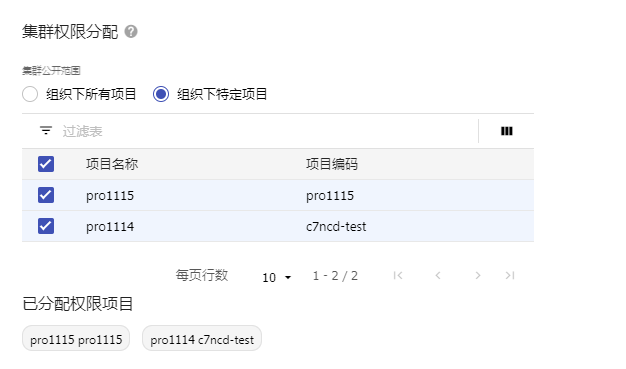 集群权限分配 ?
集群公开范围
组织下所有项目 组织下特定项目
过滤表
项目名称 项目编码
pro1115 pro1115
pro1114 c7ncd-test
每页行数 10 1 - 2 / 2
已分配权限项目
pro1115 pro1115 pro1114 c7ncd-test